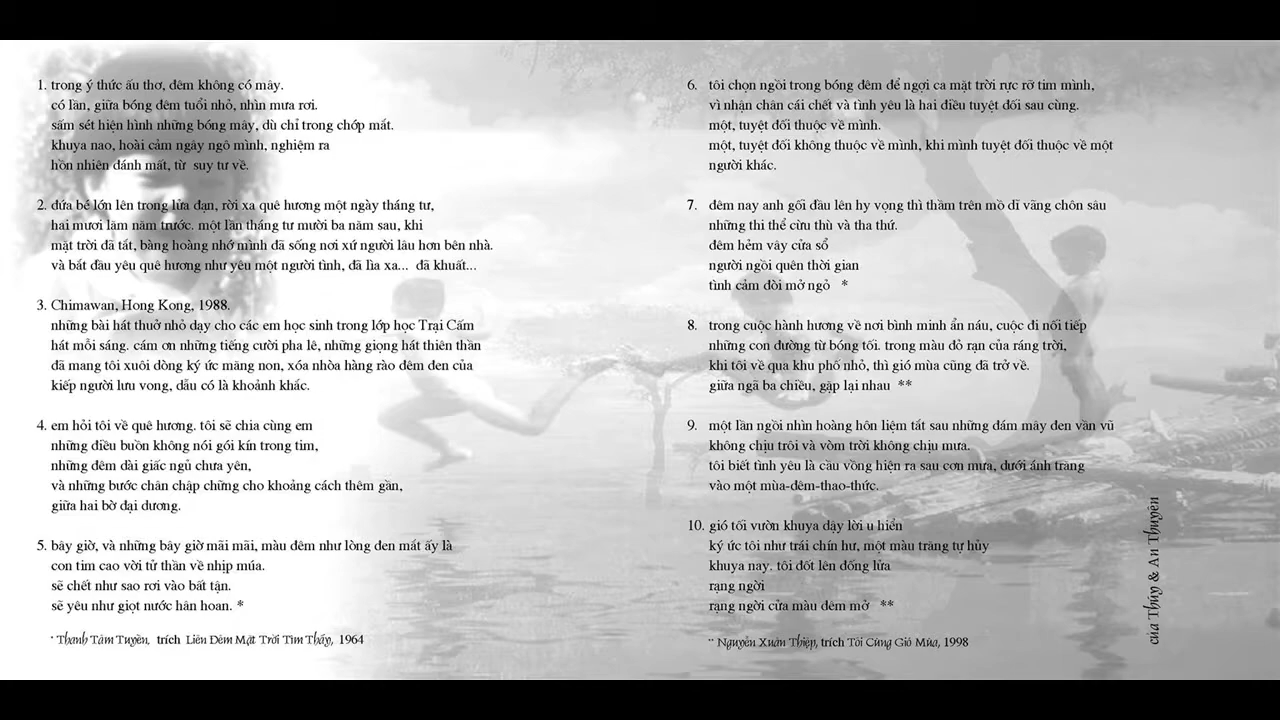 1. trong ý thức ấu thơ, đêm không có mây.
có lần, giữa bóng đêm tuổi nhỏ, nhìn mưa rơi.
sấm sét hiện hình những bóng mây, dù chỉ trong chớp mắt.
khuya nao, hoài cảm ngây ngô mình, nghiệm ra
hồn nhiên đánh mất, từ suy tư về.
2. đứa bé lớn lên trong lửa đạn, rời xa quê hương một ngày tháng tư,
hai mươi lăm năm trước. một lần tháng tư mười ba năm sau, khi
mặt trời đã tắt, bàng hoàng nhớ mình đã sống nơi xứ người lâu hơn bên nhà.
và bắt đầu yêu quê hương như yêu một người tình, đã lìa xa... đã khuất...
3. Chimawan, Hong Kong, 1988.
những bài hát thuở nhỏ dạy cho các em học sinh trong lớp học Trại Cấm
hát mỗi sáng. cám ơn những tiếng cười pha lê, những giọng hát thiên thần
đã mang tôi xuôi dòng ký ức măng non, xóa nhòa hàng rào đêm đen của
kiếp người lưu vong, dẫu có là khoảnh khắc.
4. em hỏi tôi về quê hương. tôi sẽ chia cùng em
những điều buồn không nói gói kín trong tim,
những đêm dài giấc ngủ chưa yên,
và những bước chân chập chững cho khoảng cách thêm gần,
giữa hai bờ đại dương.
5. bây giờ, và những bây giờ mãi mãi, màu đêm như lòng đen mắt ấy là
con tim cao vời tử thần về nhịp múa.
sẽ chết như sao rơi vào bất tận.
sẽ yêu như giọt nước hân hoan. *
* Thanh Tâm Tuyền, trích Liên Đêm Mặt Trời Tìm Thấy, 1964
6. tôi chọn ngồi trong bóng đêm để ngợi ca mặt trời rực rỡ tim mình,
vì nhận chân cái chết và tình yêu là hai điều tuyệt đối sau cùng.
một, tuyệt đối thuộc về mình.
một, tuyệt đối không thuộc về mình, khi mình tuyệt đối thuộc về một
người khác.
7. đêm nay anh gối đầu lên hy vọng thì thầm trên mồ dĩ vãng chôn sâu
những thi thể cừu thù và tha thứ.
đêm hẻm vây cửa sổ
người ngồi quên thời gian
tình cảm đòi mở ngỏ *
8. trong cuộc hành hương về nơi bình minh ẩn náu, cuộc đi nối tiếp
những con đường từ bóng tối. trong màu đỏ rạn của ráng trời,
khi tôi về qua khu phố nhỏ, thì gió mùa cũng đã trở về.
giữa ngã ba chiều, gặp lại nhau **
9. một lần ngồi nhìn hoàng hôn liệm tắt sau những đám mây đen vần vũ
không chịu trôi và vòm trời không chịu mưa.
tôi biết tình yêu là cầu vồng hiện ra sau cơn mưa, dưới ánh trăng
vào một mùa-đêm-thao-thức.
10. gió tối vườn khuya dậy lời u hiển
ký ức tôi như trái chín hư, một màu trăng tự hủy
khuya nay. tôi đốt lên đống lửa
rạng ngời
rạng ngời cửa màu đêm mở **
** Nguyễn Xuân Thiệp, trích Tôi Cùng Gió Mùa, 1998
của Thúy & An Thuyên